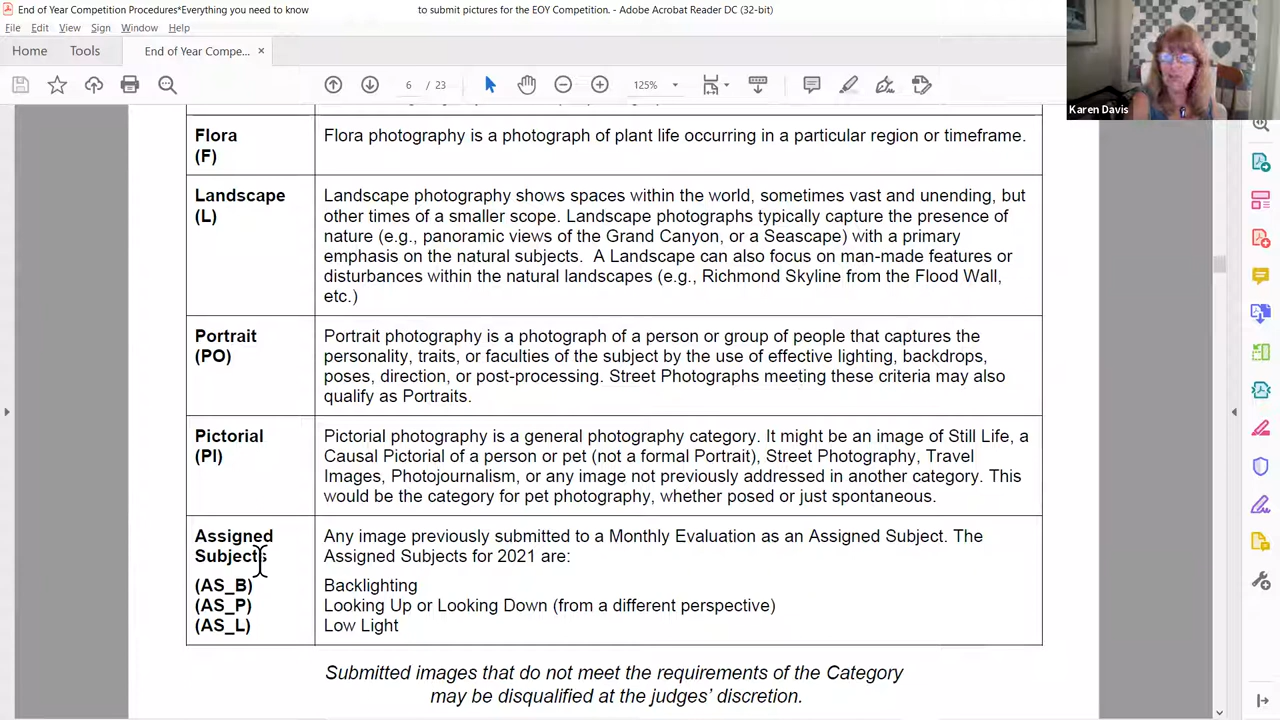 End of Year Competition Procedures*Everything you need to know to submit pictures for the EOY Competition. - Adobe Acrobat Reader DC (32-bit)
File Edit View Sign Window Help
Home Tools End of Year Compe... ×
6 / 23 125%
Karen Davis
Flora Flora photography is a photograph of plant life occurring in a particular region or timeframe.
(F)
Landscape Landscape photography shows spaces within the world, sometimes vast and unending, but
(L) other times of a smaller scope. Landscape photographs typically capture the presence of
nature (e.g., panoramic views of the Grand Canyon, or a Seascape) with a primary
emphasis on the natural subjects. A Landscape can also focus on man-made features or
disturbances within the natural landscapes (e.g., Richmond Skyline from the Flood Wall,
etc.)
Portrait Portrait photography is a photograph of a person or group of people that captures the
(PO) personality, traits, or faculties of the subject by the use of effective lighting, backdrops,
poses, direction, or post-processing. Street Photographs meeting these criteria may also
qualify as Portraits.
Pictorial Pictorial photography is a general photography category. It might be an image of Still Life, a
(PI) Causal Pictorial of a person or pet (not a formal Portrait), Street Photography, Travel
Images, Photojournalism, or any image not previously addressed in another category. This
would be the category for pet photography, whether posed or just spontaneous.
Assigned Any image previously submitted to a Monthly Evaluation as an Assigned Subject. The
Subjects Assigned Subjects for 2021 are:
(AS_B) Backlighting
(AS_P) Looking Up or Looking Down (from a different perspective)
(AS_L) Low Light
Submitted images that do not meet the requirements of the Category
may be disqualified at the judges' discretion.